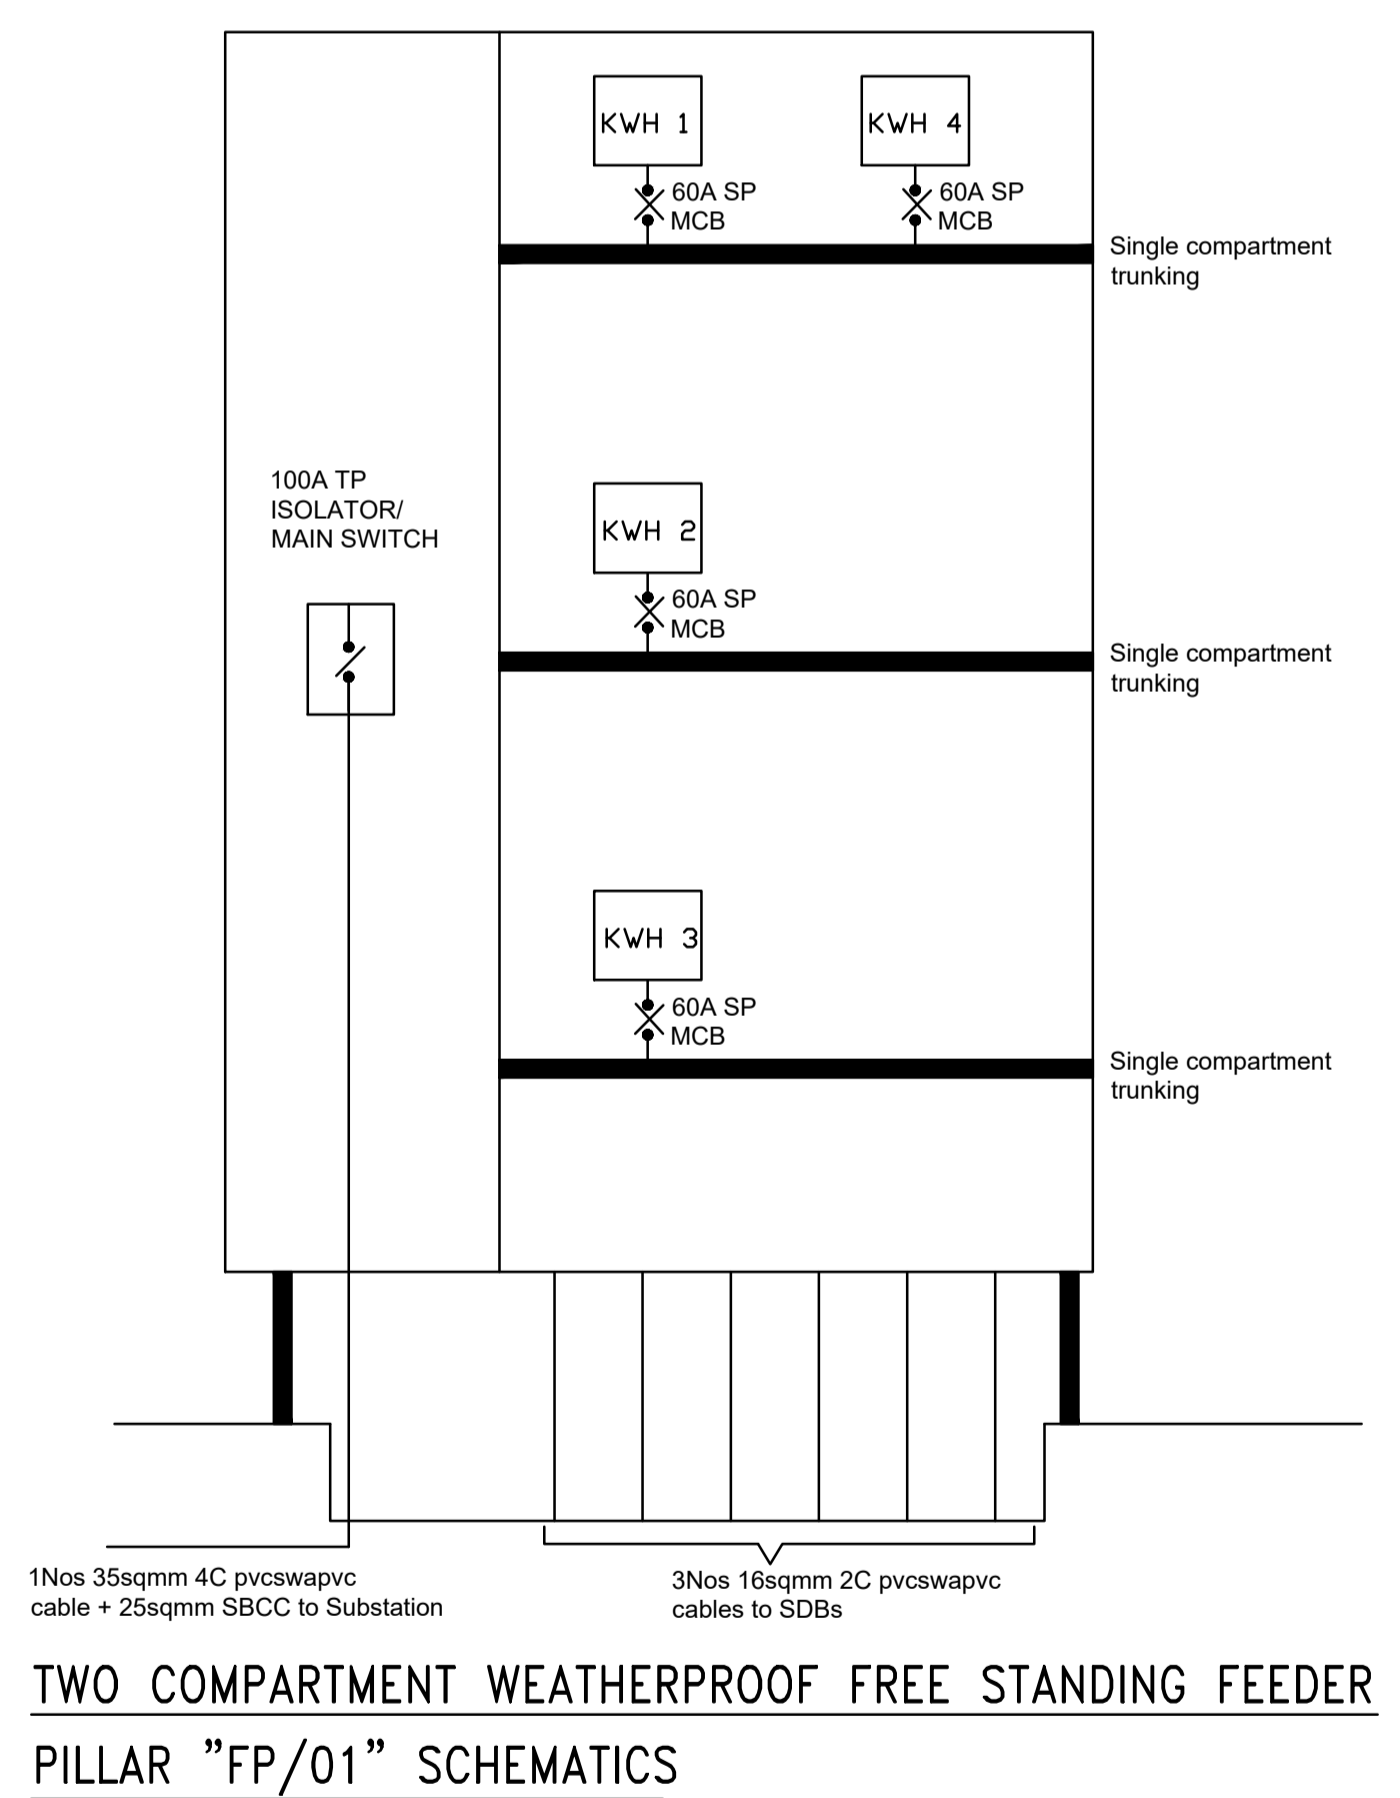 KWH 1
60A SP
MCB
KWH 4
60A SP
MCB
Single compartment
trunking
100A TP
ISOLATOR/
MAIN SWITCH
KWH 2
60A SP
MCB
Single compartment
trunking
KWH 3
60A SP
MCB
Single compartment
trunking
1Nos 35sqmm 4C pvcswapvc
cable + 25sqmm SBCC to Substation
3Nos 16sqmm 2C pvcswapvc
cables to SDBs
TWO COMPARTMENT WEATHERPROOF FREE STANDING FEEDER
PILLAR "FP/01" SCHEMATICS